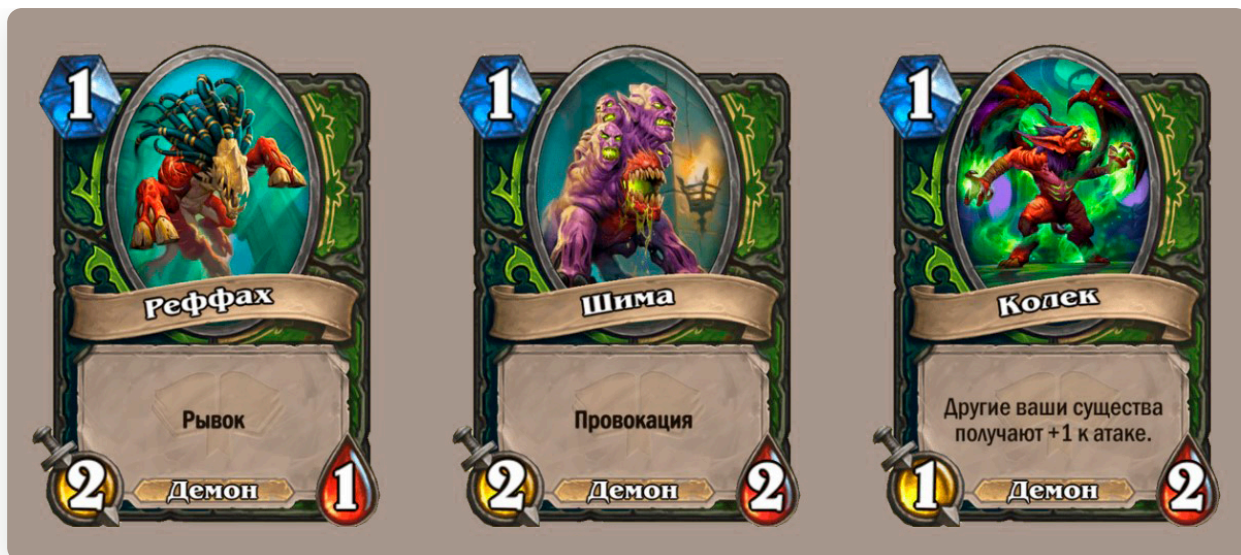 1
Реффах
Рывок
2
Демон
1
1
Шима
Провокация
2
Демон
2
1
Колек
Другие ваши существа
получают +1 к атаке.
1
Демон
2